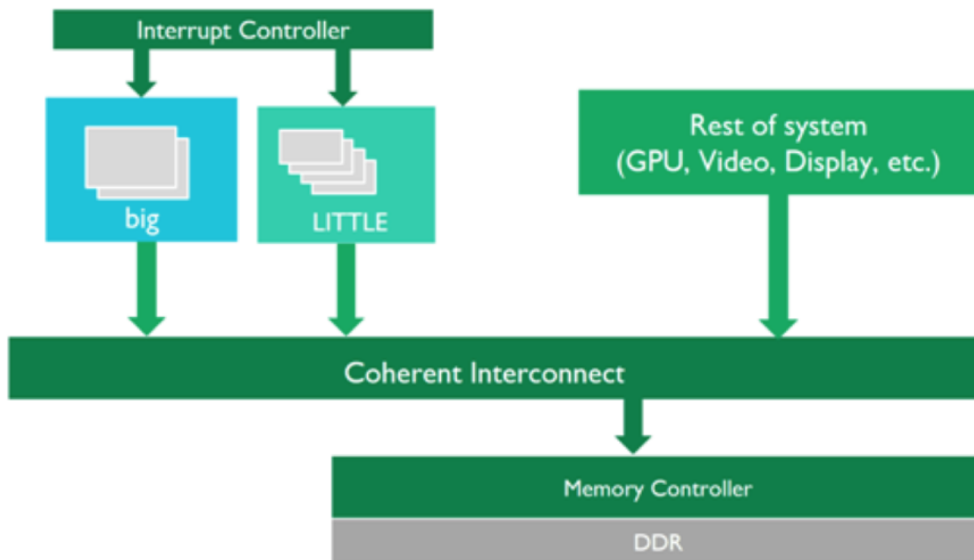 Interrupt Controller
big
LITTLE
Rest of system
(GPU, Video, Display, etc.)
Coherent Interconnect
Memory Controller
DDR